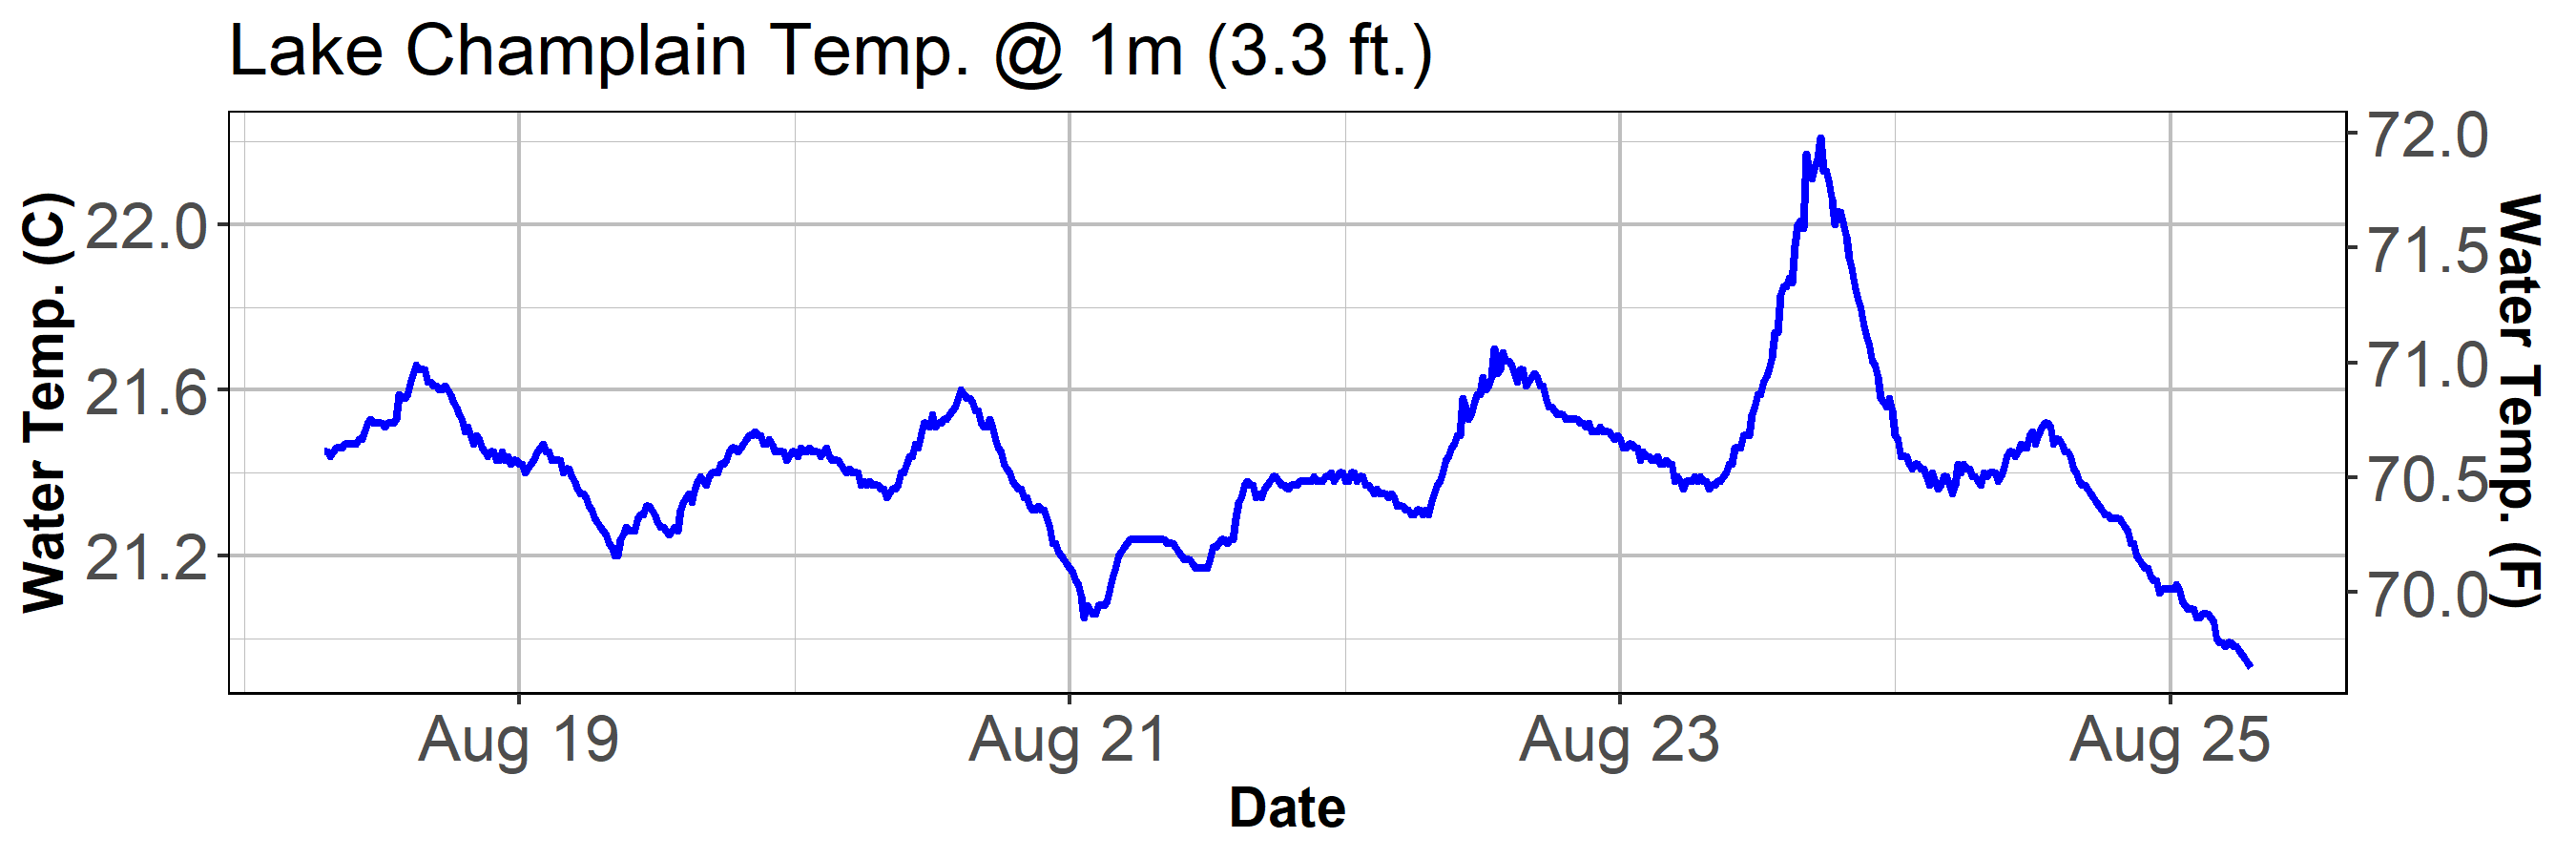 Lake Champlain Temp. @ 1m (3.3 ft.)
Water Temp. (C)
22.0
21.6
21.2
72.0
71.5
71.0
70.5
70.0
Water Temp. (F)
Aug 19
Aug 21
Aug 23
Aug 25
Date